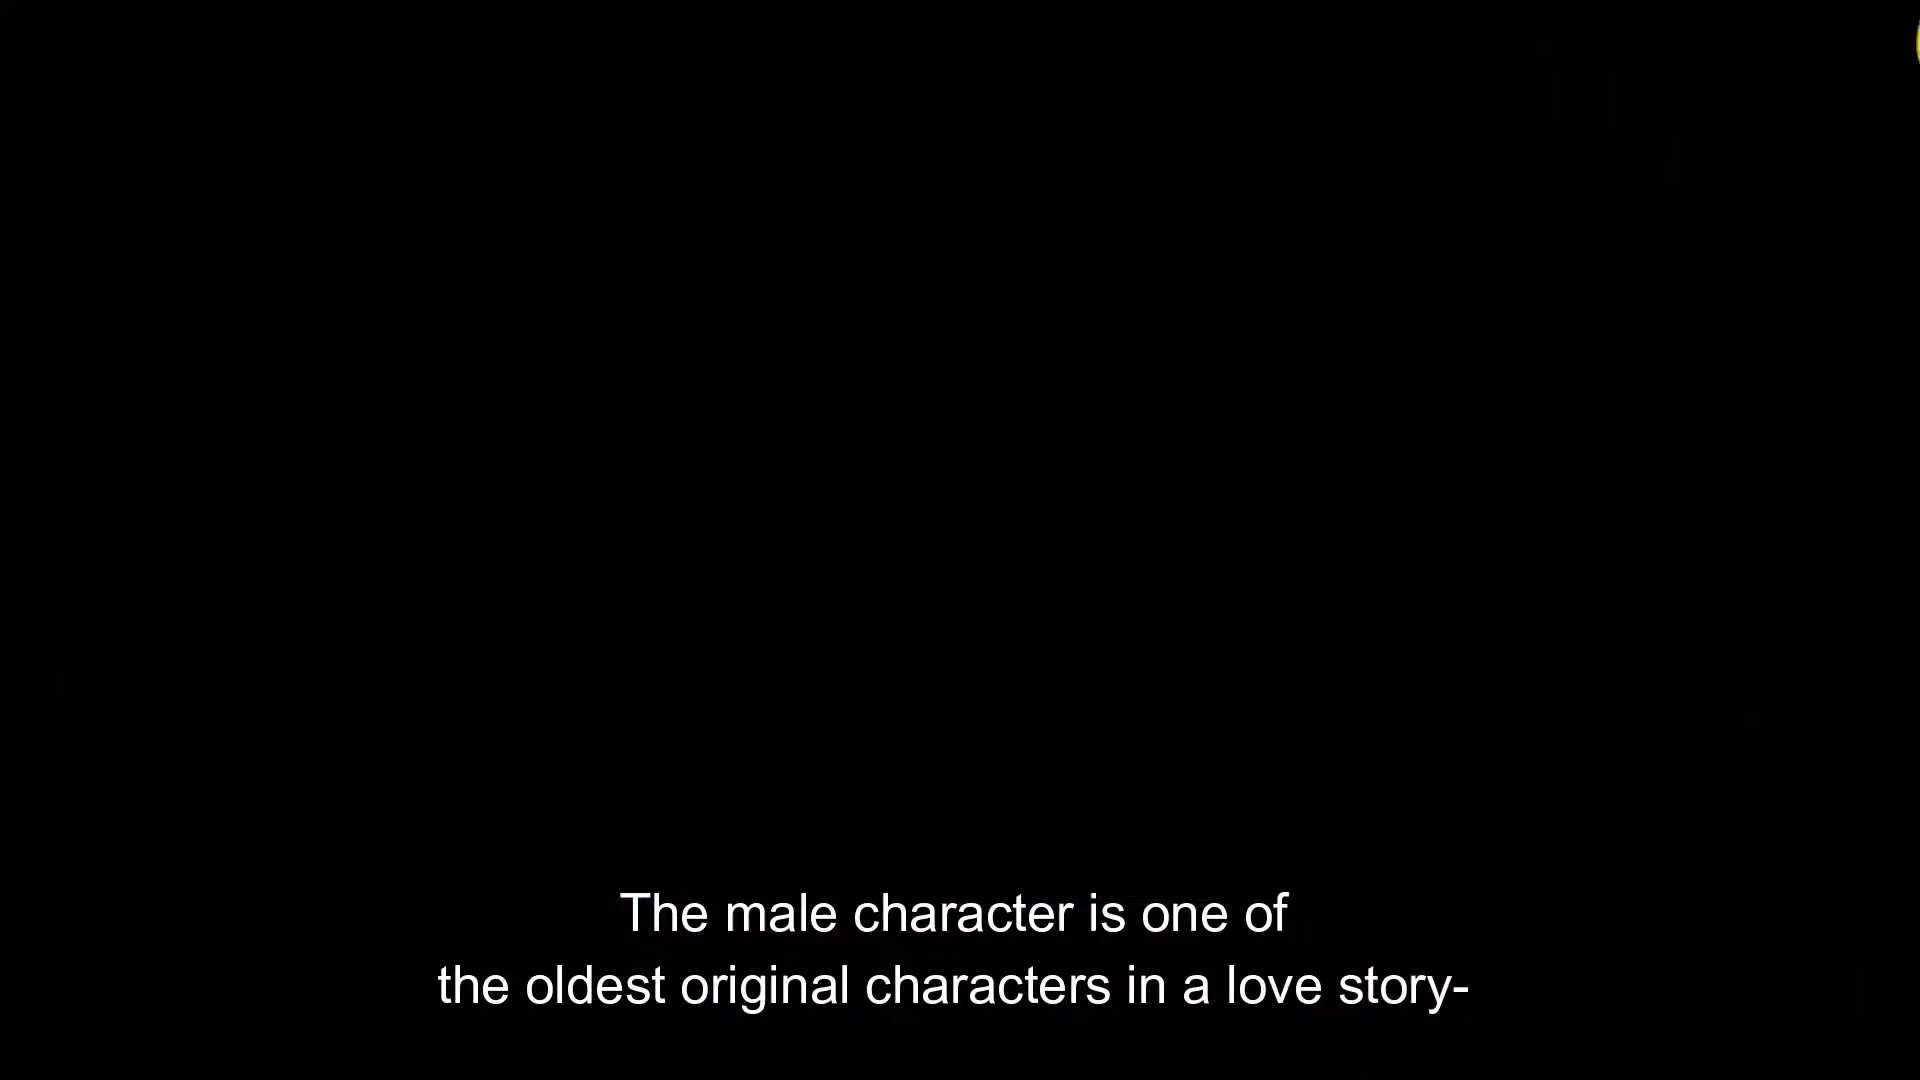 The male character is one of
the oldest original characters in a love story-